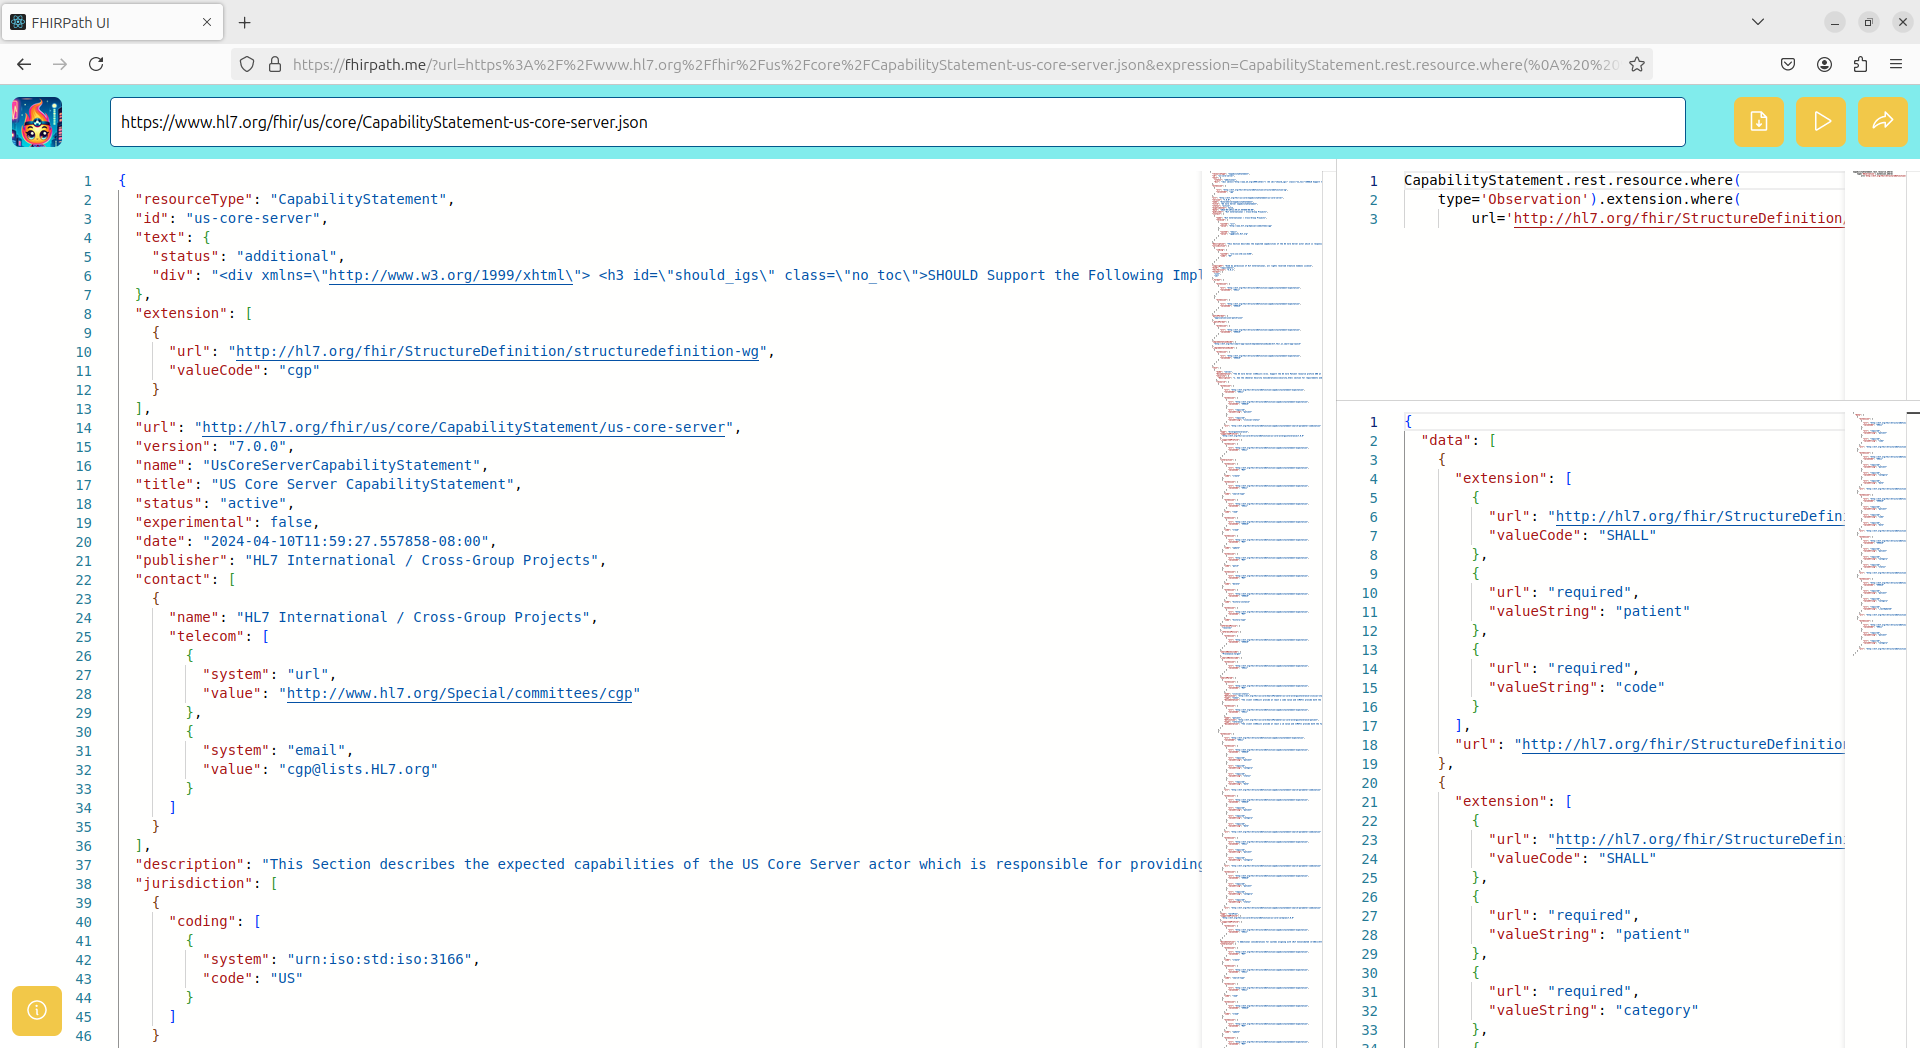 FHIRPath UI
https://fhirpath.me/?url=https%3A%2F%2Fwww.hl7.org%2Ffhir%2Fus%2Fcore%2FCapabilityStatement-us-core-server.json&expression=CapabilityStatement.rest.resource.where(%0A%20%20
https://www.hl7.org/fhir/us/core/CapabilityStatement-us-core-server.json
1 {
2 "resourceType": "CapabilityStatement",
3 "id": "us-core-server",
4 "text": {
5 "status": "additional",
6 "div": "<div xmlns=\"http://www.w3.org/1999/xhtml\"> <h3 id=\"should_igs\" class=\"no_toc\">SHOULD Support the Following Impl
7 },
8 "extension": [
9 {
10 "url": "http://hl7.org/fhir/StructureDefinition/structuredefinition-wg",
11 "valueCode": "cgp"
12 }
13 ],
14 "url": "http://hl7.org/fhir/us/core/CapabilityStatement/us-core-server",
15 "version": "7.0.0",
16 "name": "UsCoreServerCapabilityStatement",
17 "title": "US Core Server CapabilityStatement",
18 "status": "active",
19 "experimental": false,
20 "date": "2024-04-10T11:59:27.557858-08:00",
21 "publisher": "HL7 International / Cross-Group Projects",
22 "contact": [
23 {
24 "name": "HL7 International / Cross-Group Projects",
25 "telecom": [
26 {
27 "system": "url",
28 "value": "http://www.hl7.org/Special/committees/cgp"
29 },
30 {
31 "system": "email",
32 "value": "cgp@lists.HL7.org"
33 }
34 ]
35 }
36 ],
37 "description": "This Section describes the expected capabilities of the US Core Server actor which is responsible for providing
38 "jurisdiction": [
39 {
40 "coding": [
41 {
42 "system": "urn:iso:std:iso:3166",
43 "code": "US"
44 }
45 ]
46 }
1 CapabilityStatement.rest.resource.where(
2 type='Observation').extension.where(
3 url='http://hl7.org/fhir/StructureDefinition/
1 {
2 "data": [
3 {
4 "extension": [
5 {
6 "url": "http://hl7.org/fhir/StructureDefin
7 "valueCode": "SHALL"
8 },
9 {
10 "url": "required",
11 "valueString": "patient"
12 },
13 {
14 "url": "required",
15 "valueString": "code"
16 }
17 ],
18 "url": "http://hl7.org/fhir/StructureDefinition
19 },
20 {
21 "extension": [
22 {
23 "url": "http://hl7.org/fhir/StructureDefin
24 "valueCode": "SHALL"
25 },
26 {
27 "url": "required",
28 "valueString": "patient"
29 },
30 {
31 "url": "required",
32 "valueString": "category"
33 },